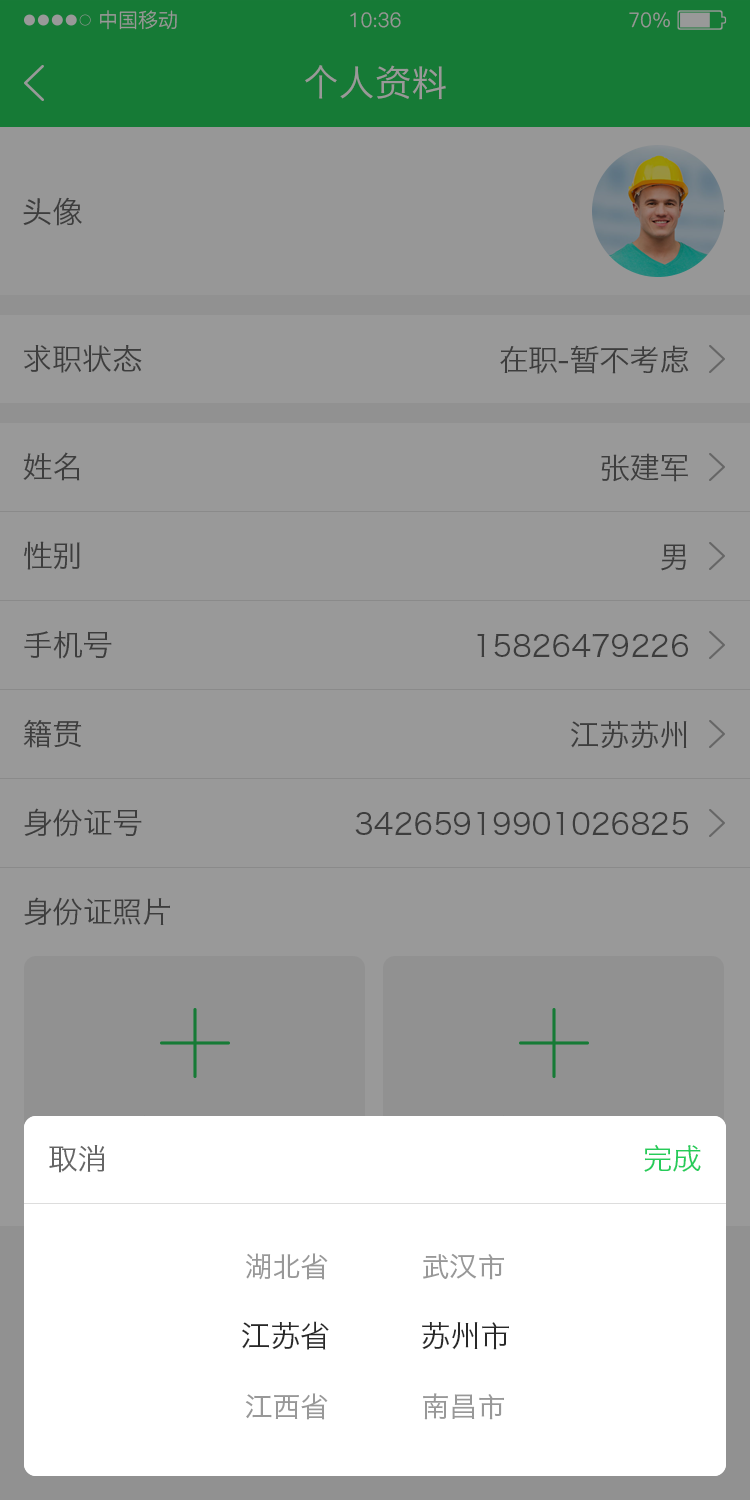 中国移动 10:36 70%
个人资料
头像
求职状态 在职-暂不考虑
姓名 张建军
性别 男
手机号 15826479226
籍贯 江苏苏州
身份证号 34265919901026825
身份证照片
取消 完成
湖北省 武汉市
江苏省 苏州市
江西省 南昌市